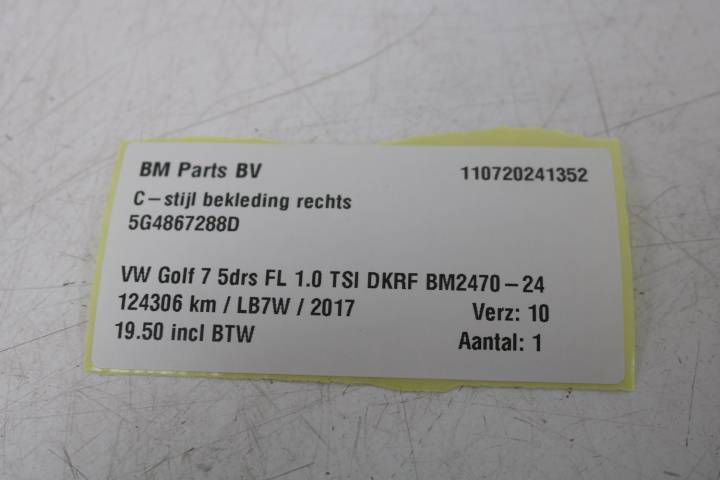 BM Parts BV 110720241352
C-stijl bekleding rechts
5G4867288D
VW Golf 7 5drs FL 1.0 TSI DKRF BM2470-24
124306 km / LB7W / 2017 Verz: 10
19.50 incl BTW Aantal: 1